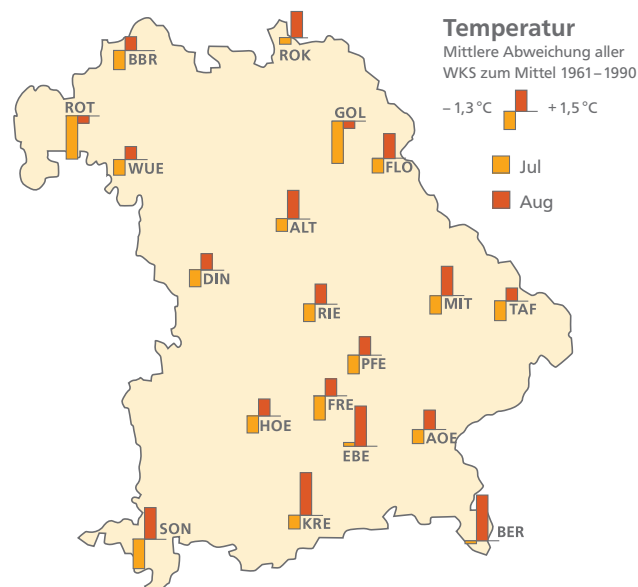 Temperatur
Mittlere Abweichung aller
WKS zum Mittel 1961–1990
– 1,3 °C
+ 1,5 °C
Jul
Aug
BBR
ROK
ROT
GOL
WUE
FLO
ALT
DIN
RIE
MIT
TAF
PFE
FRE
HOE
EBE
AOE
SON
KRE
BER